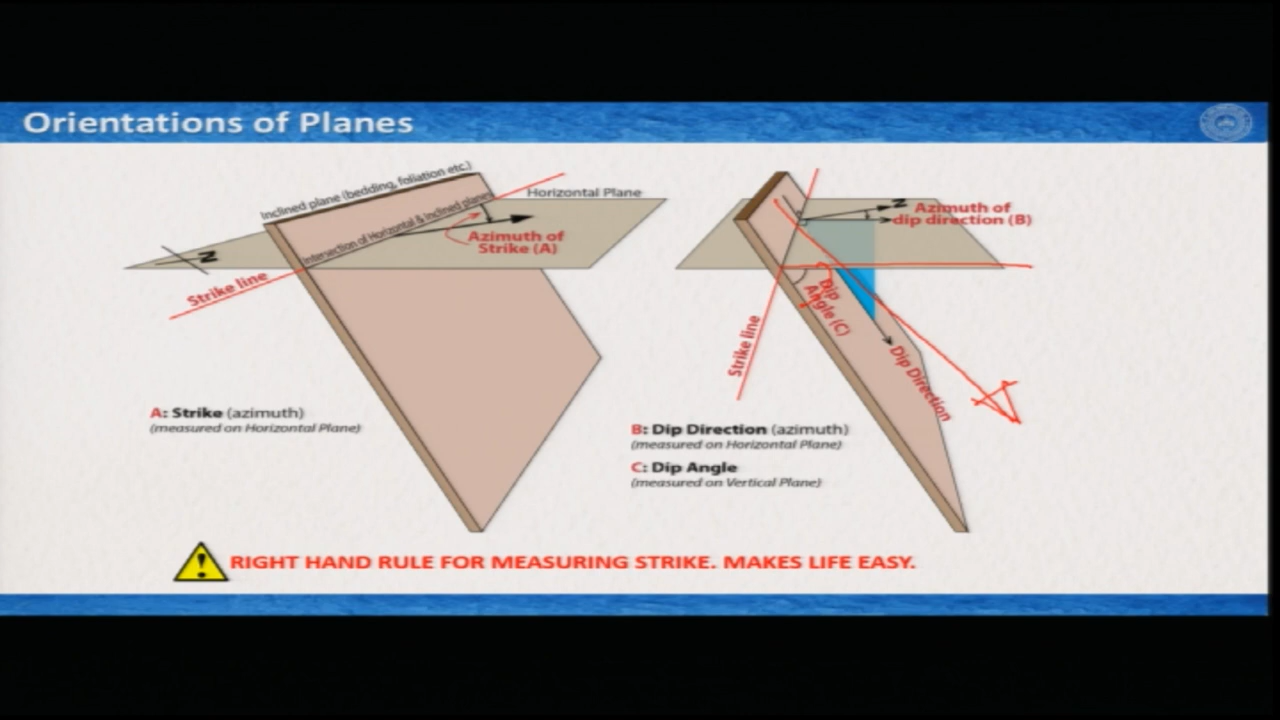 Orientations of Planes
Inclined plane (bedding, foliation etc.)
Intersection of Horizontal & inclined planes
Horizontal Plane
Azimuth of
Strike (A)
N
Strike line
A: Strike (azimuth)
(measured on Horizontal Plane)
N
Azimuth of
dip direction (B)
Dip
Angle (C)
Strike line
Dip Direction
B: Dip Direction (azimuth)
(measured on Horizontal Plane)
C: Dip Angle
(measured on Vertical Plane)
! RIGHT HAND RULE FOR MEASURING STRIKE. MAKES LIFE EASY.